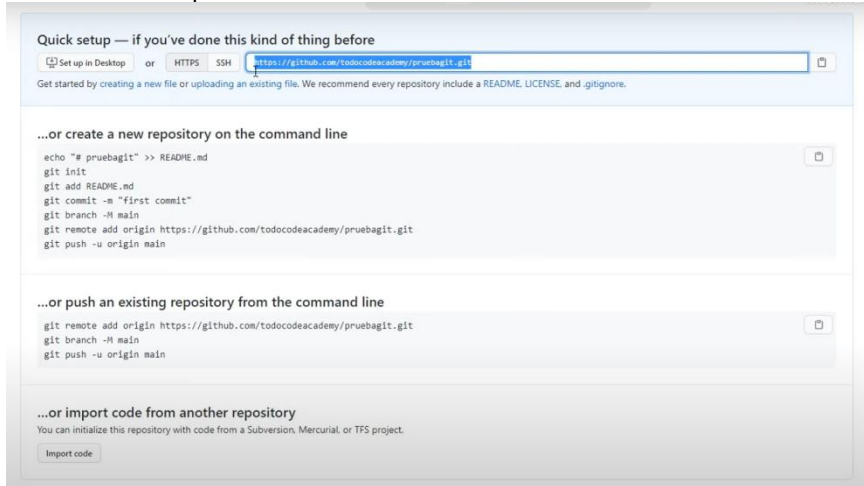 Quick setup — if you've done this kind of thing before
Set up in Desktop or HTTPS SSH https://github.com/todocodeacademy/pruebagit.git
Get started by creating a new file or uploading an existing file. We recommend every repository include a README, LICENSE, and .gitignore.
...or create a new repository on the command line
echo "# pruebagit" >> README.md
git init
git add README.md
git commit -m "first commit"
git branch -M main
git remote add origin https://github.com/todocodeacademy/pruebagit.git
git push -u origin main
...or push an existing repository from the command line
git remote add origin https://github.com/todocodeacademy/pruebagit.git
git branch -M main
git push -u origin main
...or import code from another repository
You can initialize this repository with code from a Subversion, Mercurial, or TFS project.
Import code